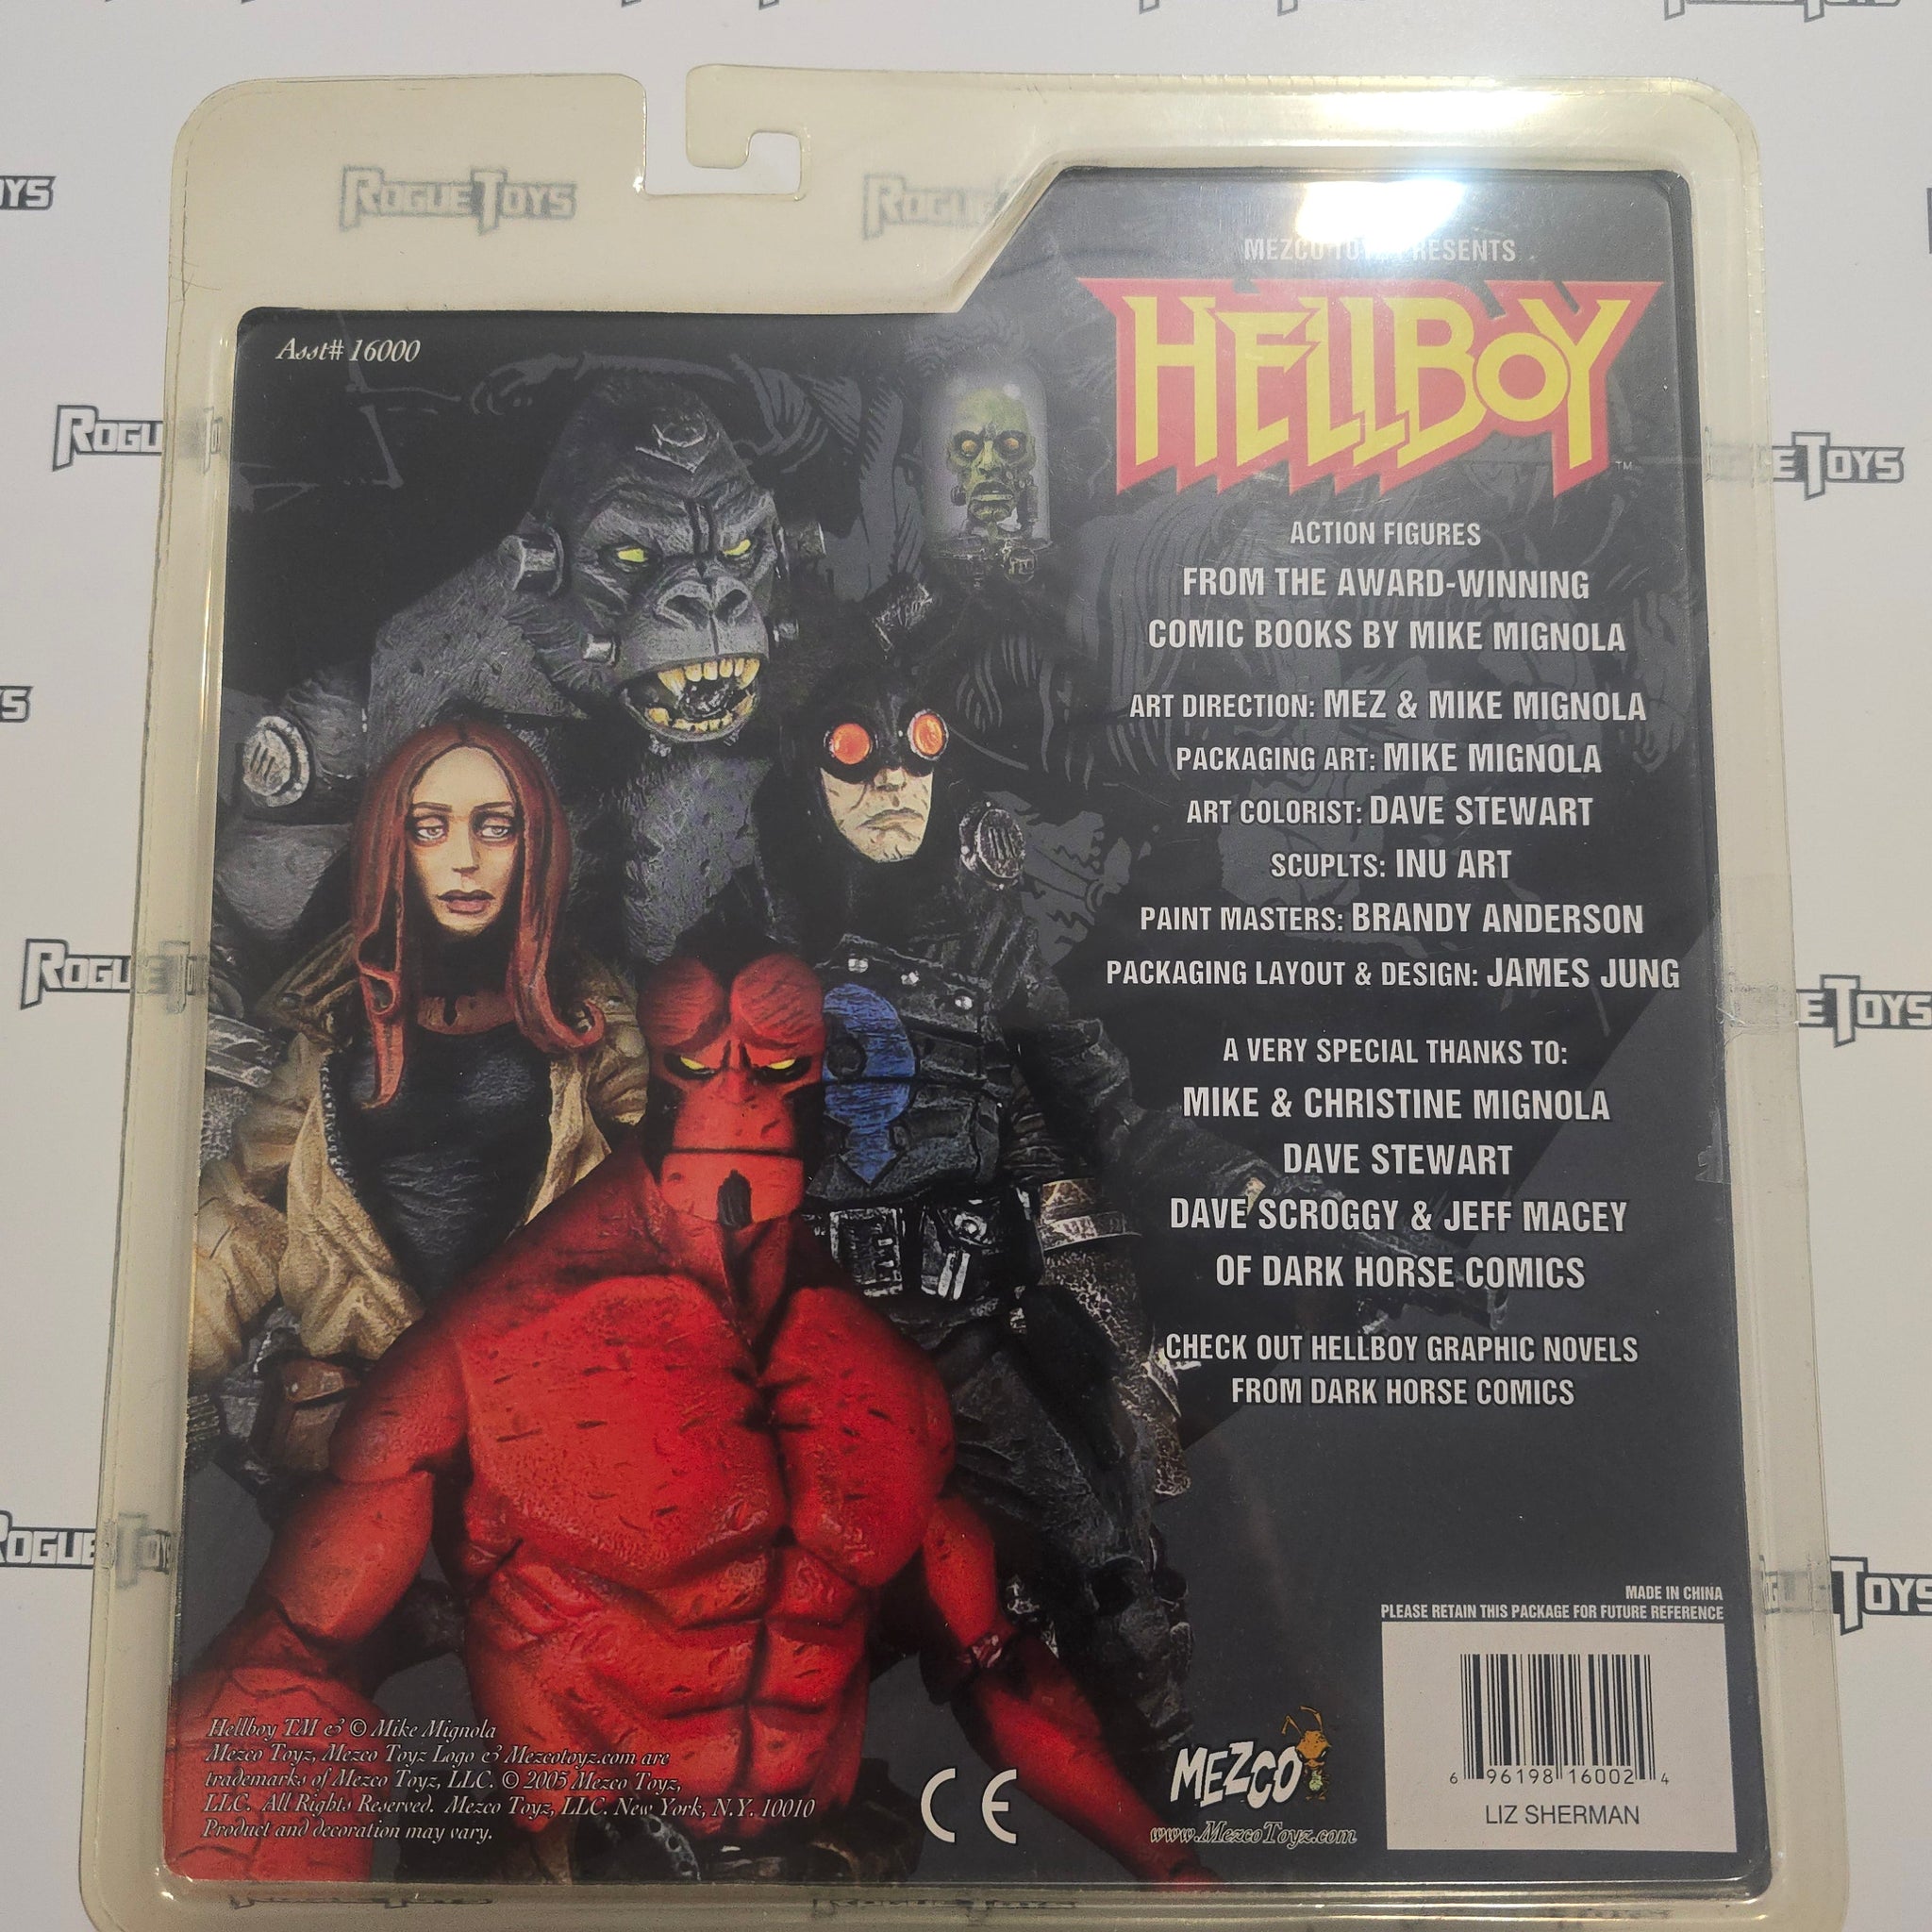 ROGUE TOYS
Asst# 16000
MEZCO TOYZ PRESENTS
HELLBOY
TM
ACTION FIGURES
FROM THE AWARD-WINNING
COMIC BOOKS BY MIKE MIGNOLA
ART DIRECTION: MEZ & MIKE MIGNOLA
PACKAGING ART: MIKE MIGNOLA
ART COLORIST: DAVE STEWART
SCUPLTS: INU ART
PAINT MASTERS: BRANDY ANDERSON
PACKAGING LAYOUT & DESIGN: JAMES JUNG
A VERY SPECIAL THANKS TO:
MIKE & CHRISTINE MIGNOLA
DAVE STEWART
DAVE SCROGGY & JEFF MACEY
OF DARK HORSE COMICS
CHECK OUT HELLBOY GRAPHIC NOVELS
FROM DARK HORSE COMICS
MADE IN CHINA
PLEASE RETAIN THIS PACKAGE FOR FUTURE REFERENCE
6 96198 16002 4
LIZ SHERMAN
Hellboy TM & © Mike Mignola
Mezco Toyz, Mezco Toyz Logo & Mezcotoyz.com are
trademarks of Mezco Toyz, LLC. © 2005 Mezco Toyz,
LLC. All Rights Reserved. Mezco Toyz, LLC. New York, N.Y. 10010
Product and decoration may vary.
CE
MEZCO
www.MezcoToyz.com